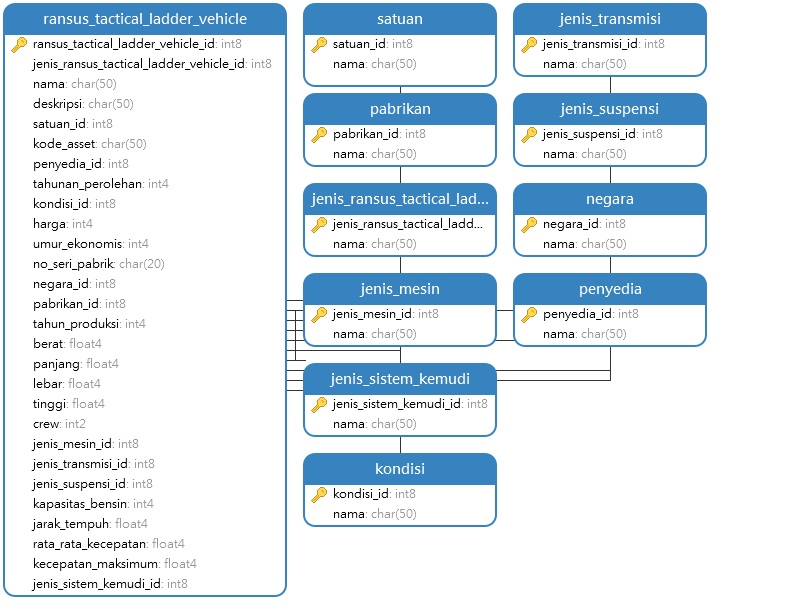 ransus_tactical_ladder_vehicle
ransus_tactical_ladder_vehicle_id: int8
jenis_ransus_tactical_ladder_vehicle_id: int8
nama: char(50)
deskripsi: char(50)
satuan_id: int8
kode_asset: char(50)
penyedia_id: int8
tahunan_perolehan: int4
kondisi_id: int8
harga: int4
umur_ekonomis: int4
no_seri_pabrik: char(20)
negara_id: int8
pabrikan_id: int8
tahun_produksi: int4
berat: float4
panjang: float4
lebar: float4
tinggi: float4
crew: int2
jenis_mesin_id: int8
jenis_transmisi_id: int8
jenis_suspensi_id: int8
kapasitas_bensin: int4
jarak_tempuh: float4
rata_rata_kecepatan: float4
kecepatan_maksimum: float4
jenis_sistem_kemudi_id: int8
satuan
satuan_id: int8
nama: char(50)
pabrikan
pabrikan_id: int8
nama: char(50)
jenis_ransus_tactical_lad...
jenis_ransus_tactical_ladd...
nama: char(50)
jenis_mesin
jenis_mesin_id: int8
nama: char(50)
jenis_sistem_kemudi
jenis_sistem_kemudi_id: int8
nama: char(50)
kondisi
kondisi_id: int8
nama: char(50)
jenis_transmisi
jenis_transmisi_id: int8
nama: char(50)
jenis_suspensi
jenis_suspensi_id: int8
nama: char(50)
negara
negara_id: int8
nama: char(50)
penyedia
penyedia_id: int8
nama: char(50)